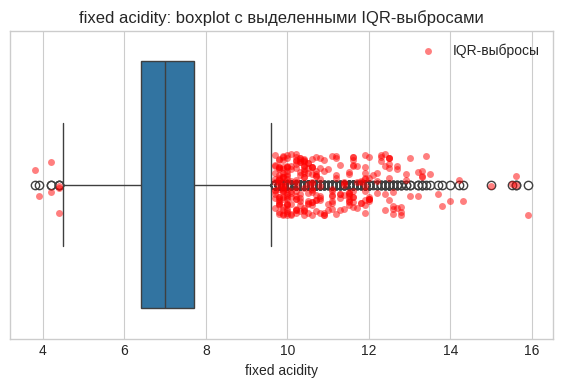 fixed acidity: boxplot с выделенными IQR-выбросами
IQR-выбросы
4 6 8 10 12 14 16
fixed acidity